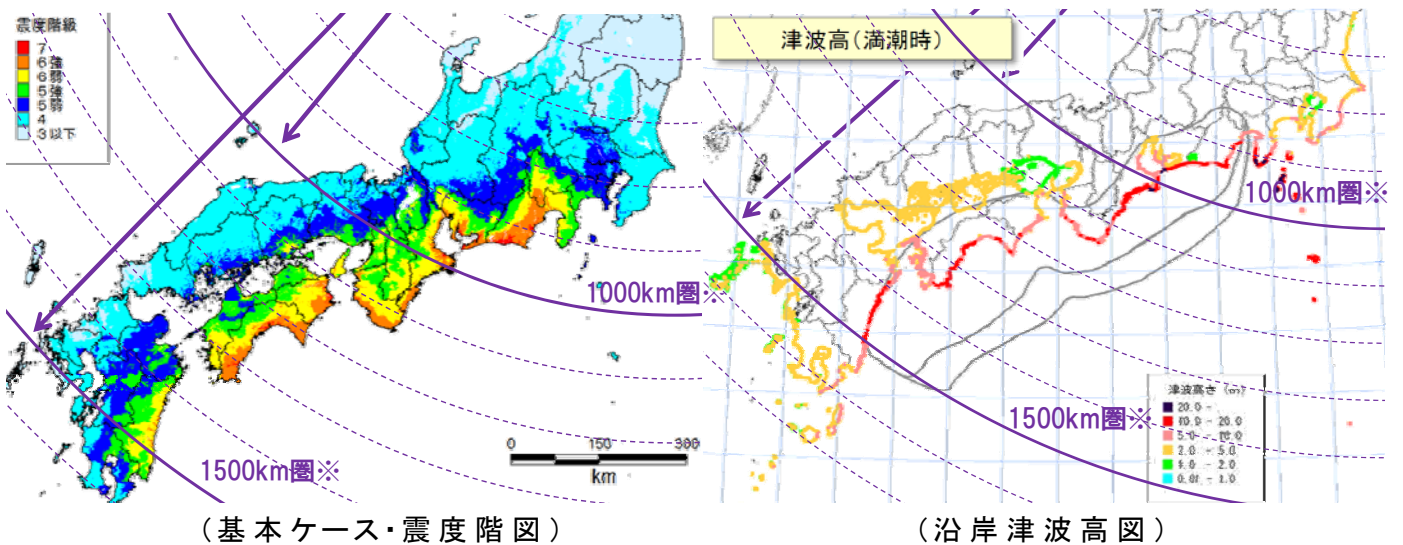 震度階級
7
6強
6弱
5強
5弱
4
3以下
1000km圏※
1500km圏※
0 150 300
km
(基本ケース・震度階図)
津波高(満潮時)
1000km圏※
1500km圏※
津波高さ (m)
20.0 -
10.0 - 20.0
5.0 - 10.0
2.0 - 5.0
1.0 - 2.0
0.01 - 1.0
(沿岸津波高図)